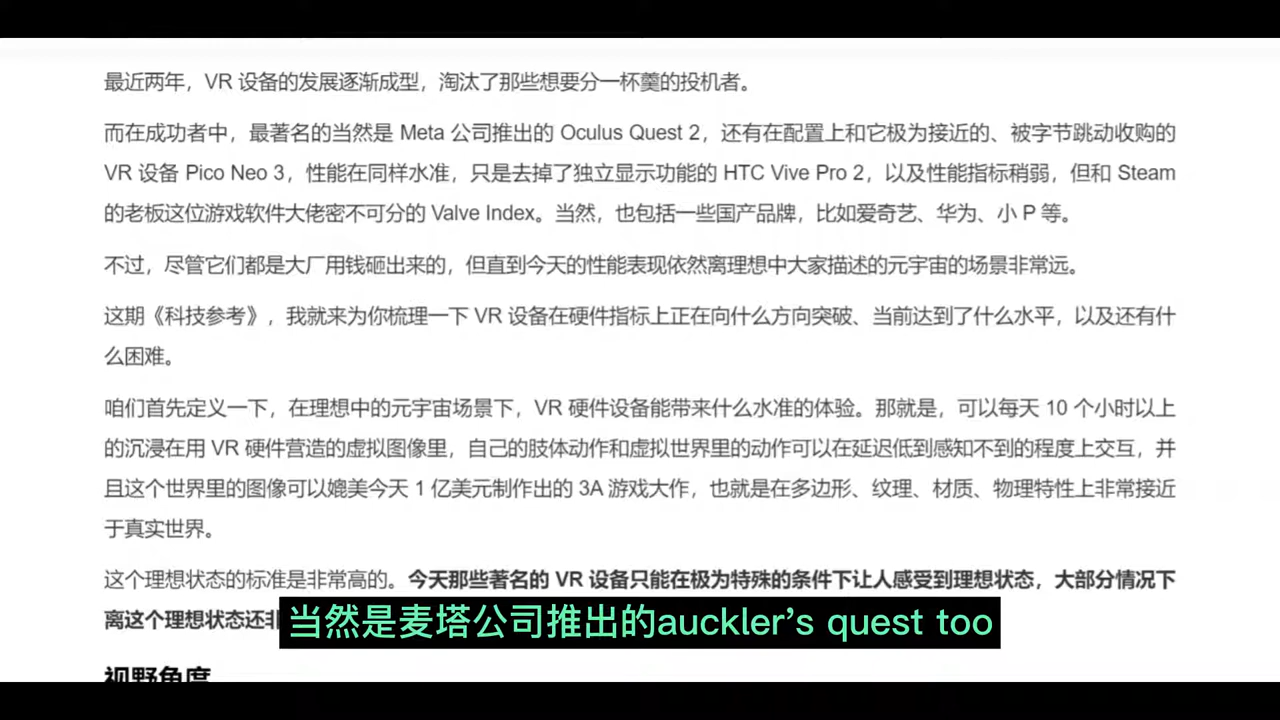 最近两年，VR 设备的发展逐渐成型，淘汰了那些想要分一杯羹的投机者。
而在成功者中，最著名的当然是 Meta 公司推出的 Oculus Quest 2，还有在配置上和它极为接近的、被字节跳动收购的
VR 设备 Pico Neo 3，性能在同样水准，只是去掉了独立显示功能的 HTC Vive Pro 2，以及性能指标稍弱，但和 Steam
的老板这位游戏软件大佬密不可分的 Valve Index。当然，也包括一些国产品牌，比如爱奇艺、华为、小 P 等。
不过，尽管它们都是大厂用钱砸出来的，但直到今天的性能表现依然离理想中大家描述的元宇宙的场景非常远。
这期《科技参考》，我就来为你梳理一下 VR 设备在硬件指标上正在向什么方向突破、当前达到了什么水平，以及还有什
么困难。
咱们首先定义一下，在理想中的元宇宙场景下，VR 硬件设备能带来什么水准的体验。那就是，可以每天 10 个小时以上
的沉浸在用 VR 硬件营造的虚拟图像里，自己的肢体动作和虚拟世界里的动作可以在延迟低到感知不到的程度上交互，并
且这个世界里的图像可以媲美今天 1 亿美元制作出的 3A 游戏大作，也就是在多边形、纹理、材质、物理特性上非常接近
于真实世界。
这个理想状态的标准是非常高的。今天那些著名的 VR 设备只能在极为特殊的条件下让人感受到理想状态，大部分情况下
离这个理想状态还非
当然是麦塔公司推出的auckler's quest too
视野角度